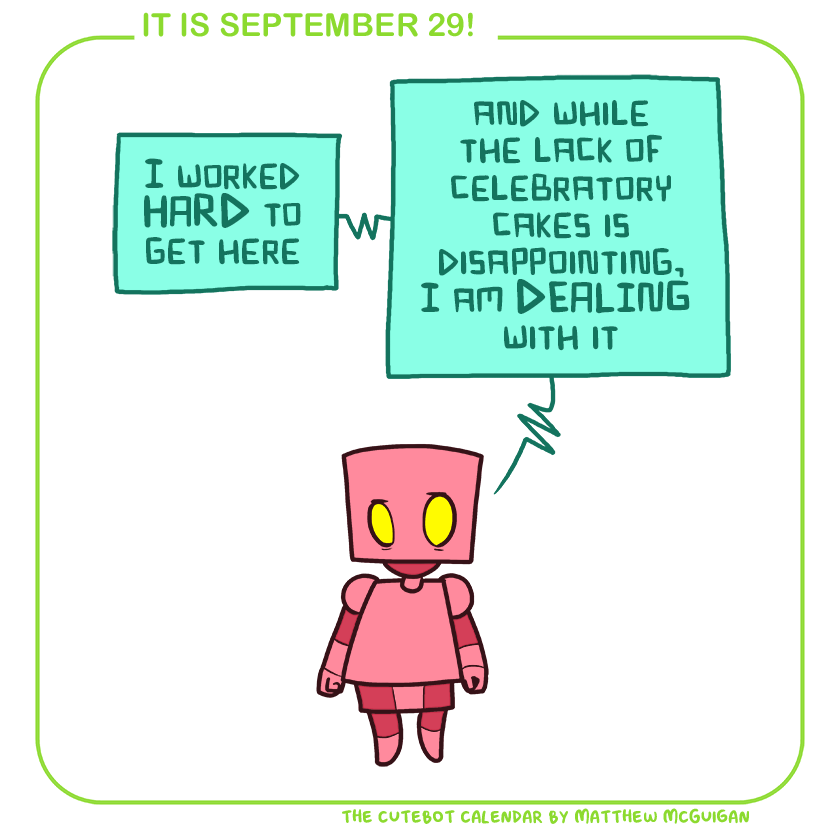 IT IS SEPTEMBER 29!
I WORKED
HARD TO
GET HERE
AND WHILE
THE LACK OF
CELEBRATORY
CAKES IS
DISAPPOINTING,
I AM DEALING
WITH IT
THE CUTEBOT CALENDAR BY MATTHEW MCGUIGAN